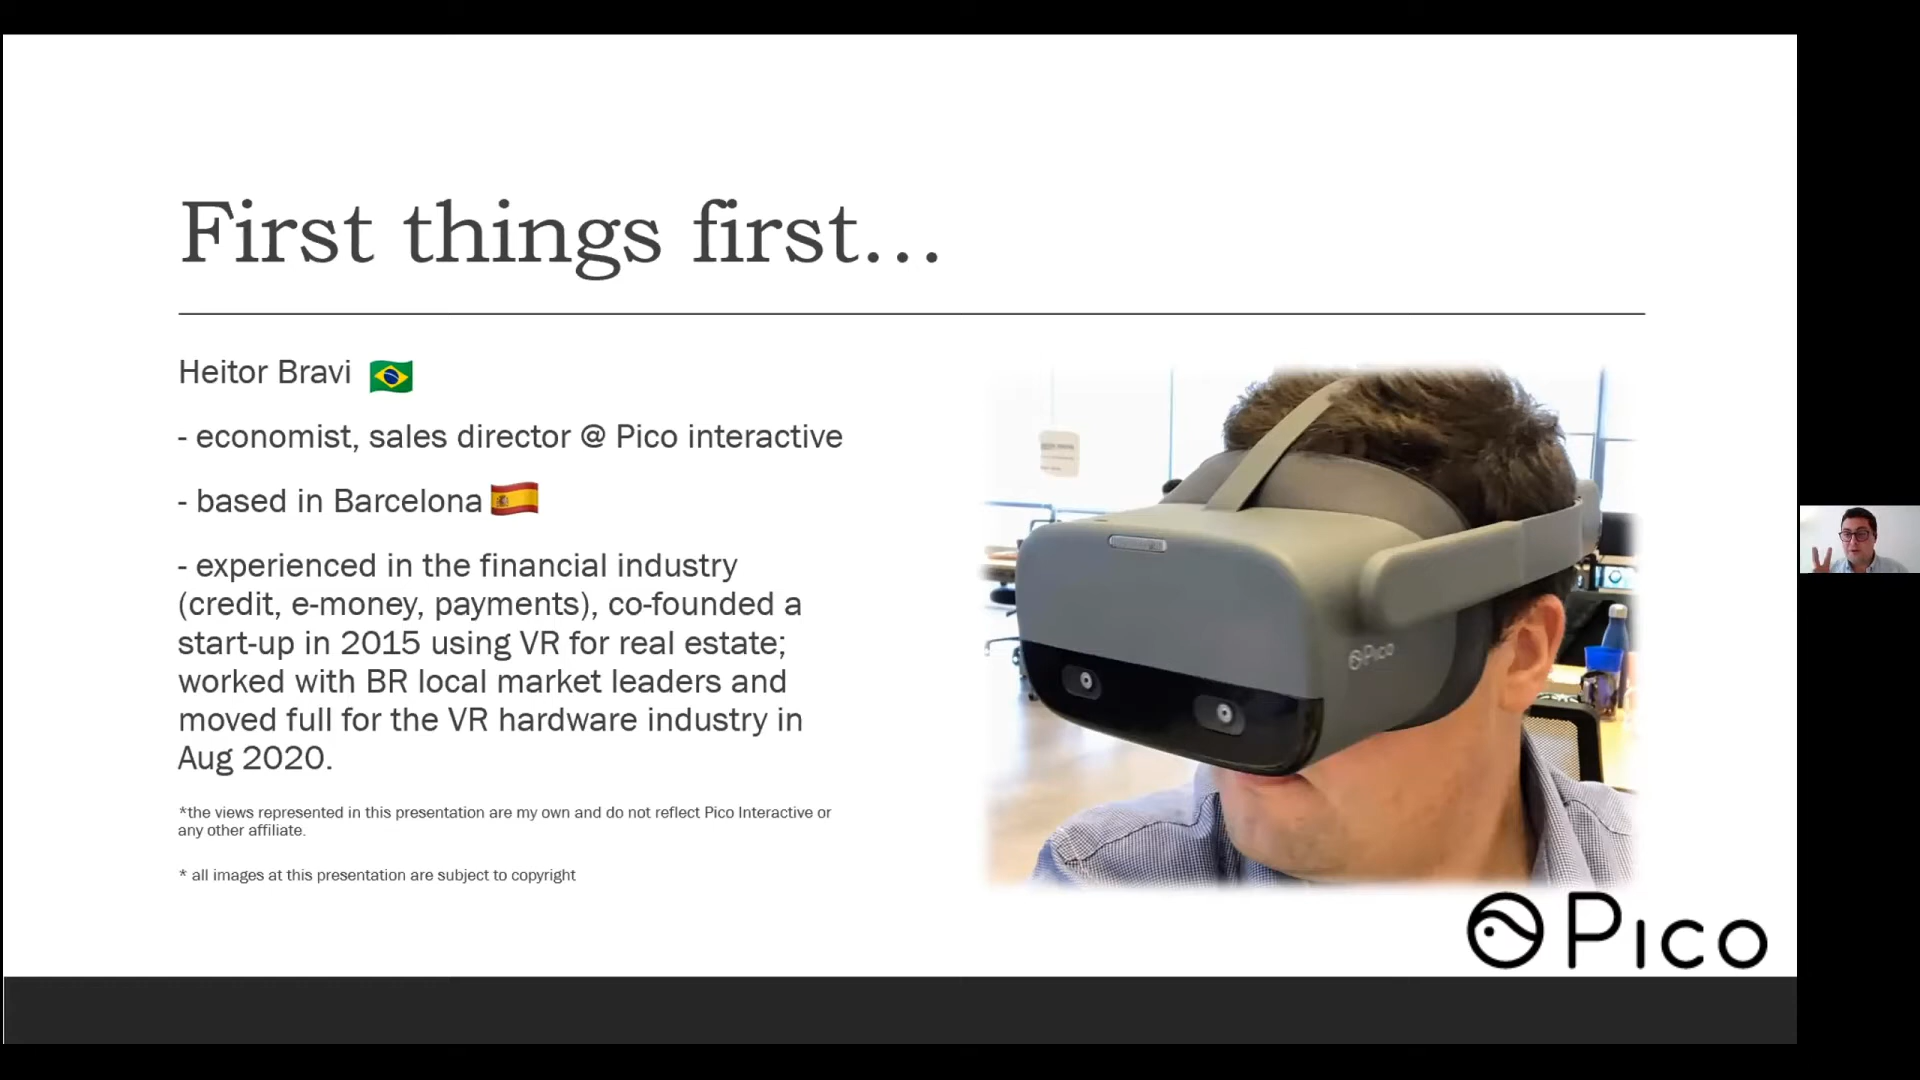 First things first...
Heitor Bravi
- economist, sales director @ Pico interactive
- based in Barcelona
- experienced in the financial industry
(credit, e-money, payments), co-founded a
start-up in 2015 using VR for real estate;
worked with BR local market leaders and
moved full for the VR hardware industry in
Aug 2020.
*the views represented in this presentation are my own and do not reflect Pico Interactive or
any other affiliate.
* all images at this presentation are subject to copyright
Pico
Pico